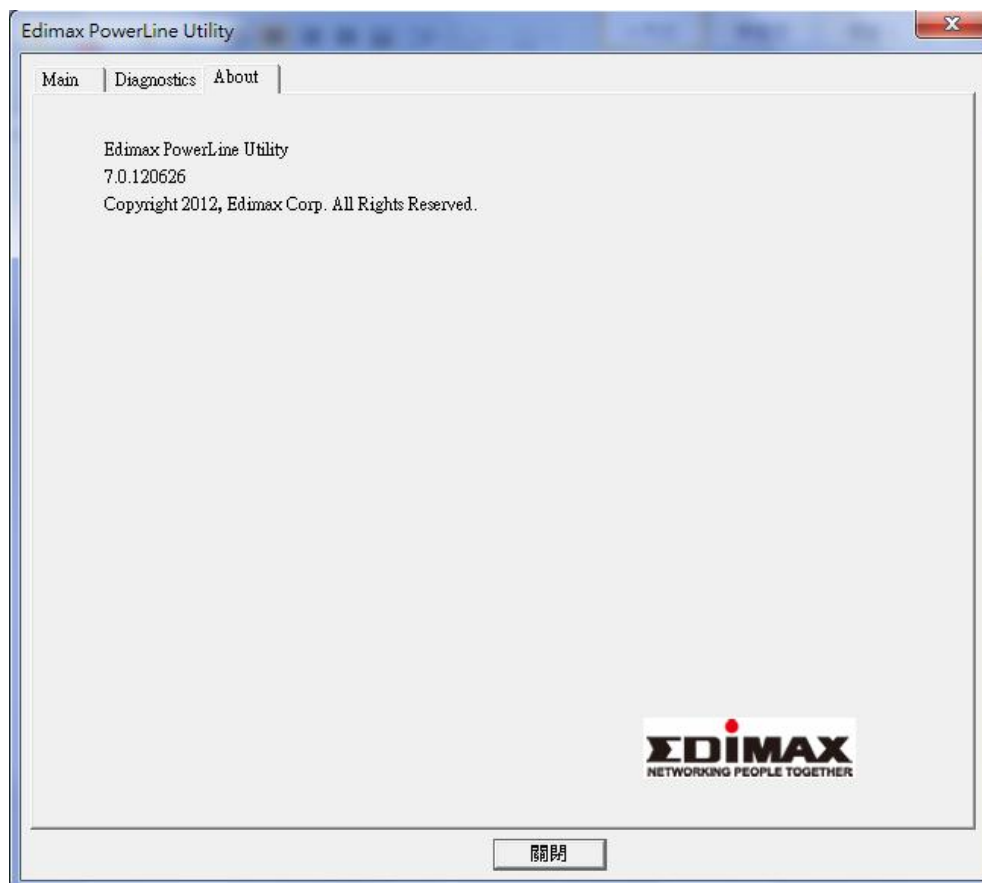 Edimax PowerLine Utility
Main
Diagnostics
About
Edimax PowerLine Utility
7.0.120626
Copyright 2012, Edimax Corp. All Rights Reserved.
EDIMAX
NETWORKING PEOPLE TOGETHER
關閉